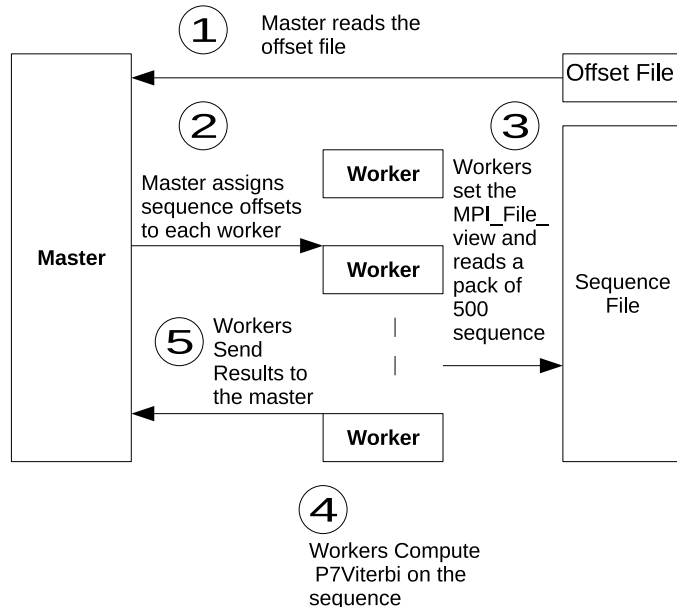 1
Master reads the
offset file
Offset File
2
3
Worker
Workers
set the
MPI_File_
view and
reads a
pack of
500
sequence
Master assigns
sequence offsets
to each worker
Master
Worker
Sequence
File
5
Workers
Send
Results to
the master
Worker
4
Workers Compute
P7Viterbi on the
sequence